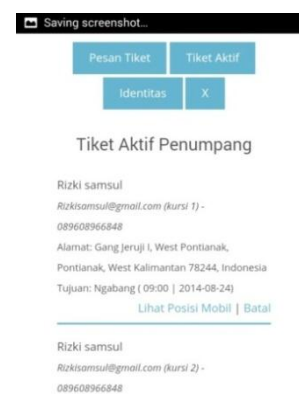 Saving screenshot...
Pesan Tiket Tiket Aktif
Identitas X
Tiket Aktif Penumpang
Rizki samsul
Rizkisamsul@gmail.com (kursi 1) -
089608966848
Alamat: Gang Jeruji I, West Pontianak,
Pontianak, West Kalimantan 78244, Indonesia
Tujuan: Ngabang ( 09:00 | 2014-08-24)
Lihat Posisi Mobil | Batal
Rizki samsul
Rizkisamsul@gmail.com (kursi 2) -
089608966848